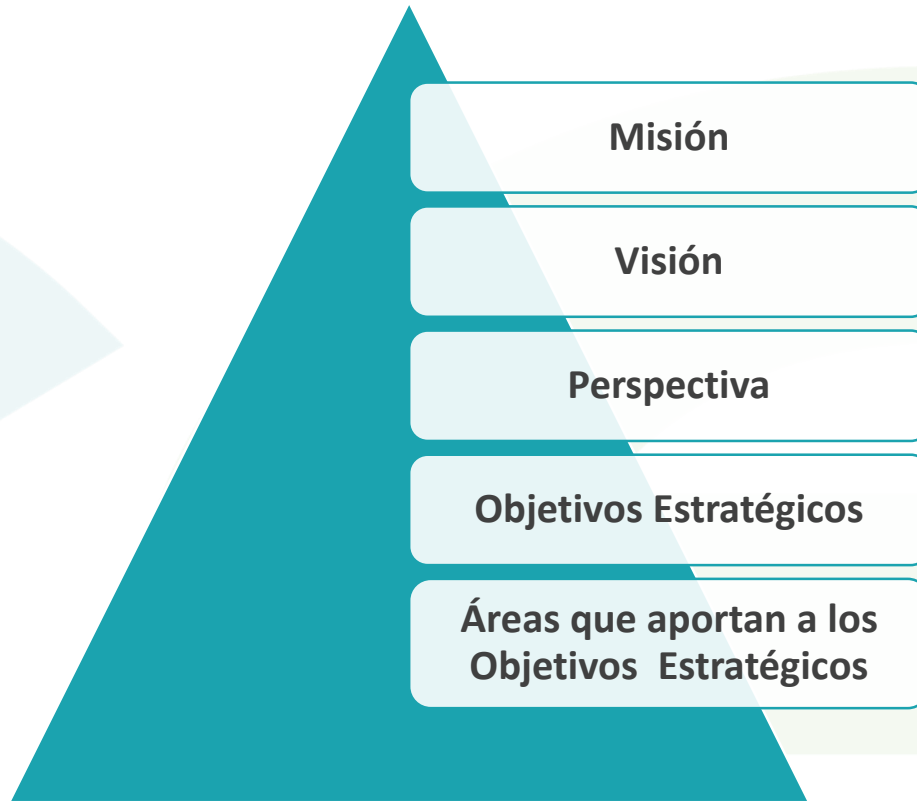 Misión
Visión
Perspectiva
Objetivos Estratégicos
Áreas que aportan a los
Objetivos  Estratégicos